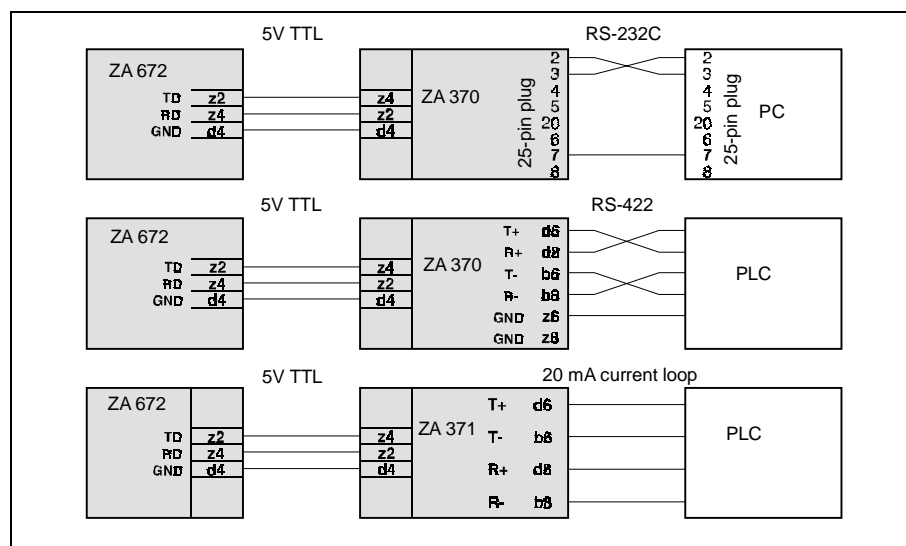 5V TTL RS-232C
ZA 672
TD z2
RD z4
GND d4
z4
z2
d4
ZA 370
25-pin plug
2
3
4
5
20
6
7
8
2
3
4
5
20
6
7
8
25-pin plug
PC
5V TTL RS-422
ZA 672
TD z2
RD z4
GND d4
z4
z2
d4
ZA 370
T+ d6
R+ d8
T- b6
R- b8
GND z6
GND z8
PLC
5V TTL 20 mA current loop
ZA 672
TD z2
RD z4
GND d4
z4
z2
d4
ZA 371
T+ d6
T- b6
R+ d8
R- b8
PLC